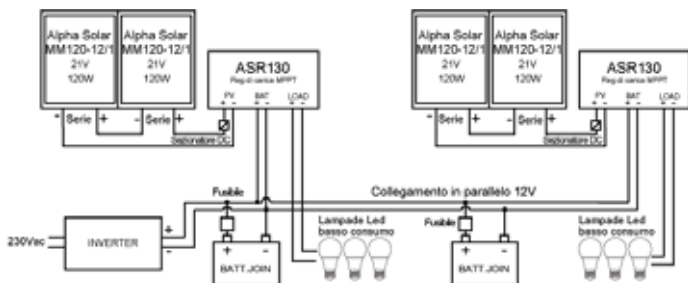 Alpha Solar
MM120-12/1
21V
120W
Alpha Solar
MM120-12/1
21V
120W
ASR130
Reg.di carica MPPT
PV BAT LOAD
+ - + - + -
- Serie + - Serie +
Sezionatore DC
Alpha Solar
MM120-12/1
21V
120W
Alpha Solar
MM120-12/1
21V
120W
ASR130
Reg.di carica MPPT
PV BAT LOAD
+ - + - + -
- Serie + - Serie +
Sezionatore DC
Fusibile
Collegamento in parallelo 12V
230Vac
INVERTER
+
-
+ -
BATT.JOIN
Lampade Led
basso consumo
Fusibile
+ -
BATT.JOIN
Lampade Led
basso consumo